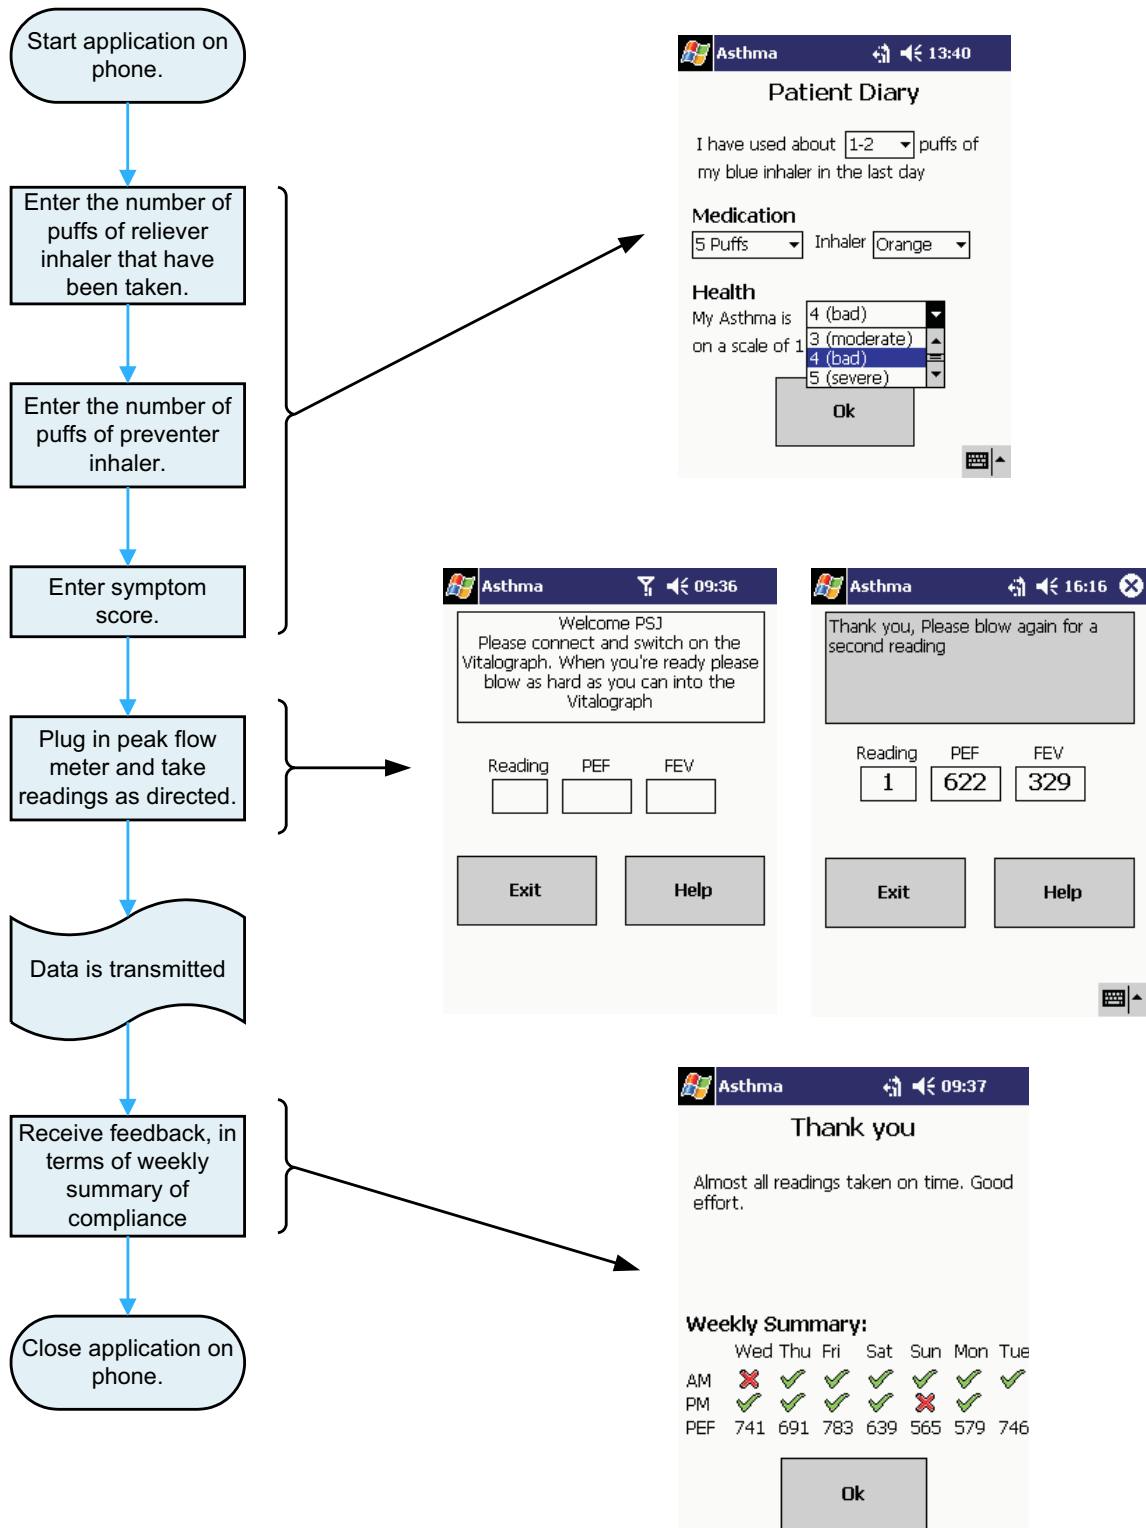 Start application on
phone.
Enter the number of
puffs of reliever
inhaler that have
been taken.
Enter the number of
puffs of preventer
inhaler.
Enter symptom
score.
Plug in peak flow
meter and take
readings as directed.
Data is transmitted
Receive feedback, in
terms of weekly
summary of
compliance
Close application on
phone.
Asthma 13:40
Patient Diary
I have used about 1-2 puffs of
my blue inhaler in the last day
Medication
5 Puffs Inhaler Orange
Health
My Asthma is 4 (bad)
on a scale of 1 3 (moderate)
4 (bad)
5 (severe)
Ok
Asthma 09:36
Welcome PSJ
Please connect and switch on the
Vitalograph. When you're ready please
blow as hard as you can into the
Vitalograph
Reading PEF FEV
Exit Help
Asthma 16:16
Thank you, Please blow again for a
second reading
Reading PEF FEV
1 622 329
Exit Help
Asthma 09:37
Thank you
Almost all readings taken on time. Good
effort.
Weekly Summary:
Wed Thu Fri Sat Sun Mon Tue
AM
PM
PEF 741 691 783 639 565 579 746
Ok